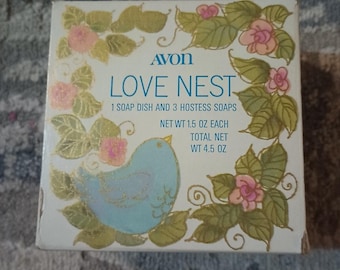 AVON
LOVE NEST
1 SOAP DISH AND 3 HOSTESS SOAPS
NET WT 1.5 OZ EACH
TOTAL NET
WT 4.5 OZ